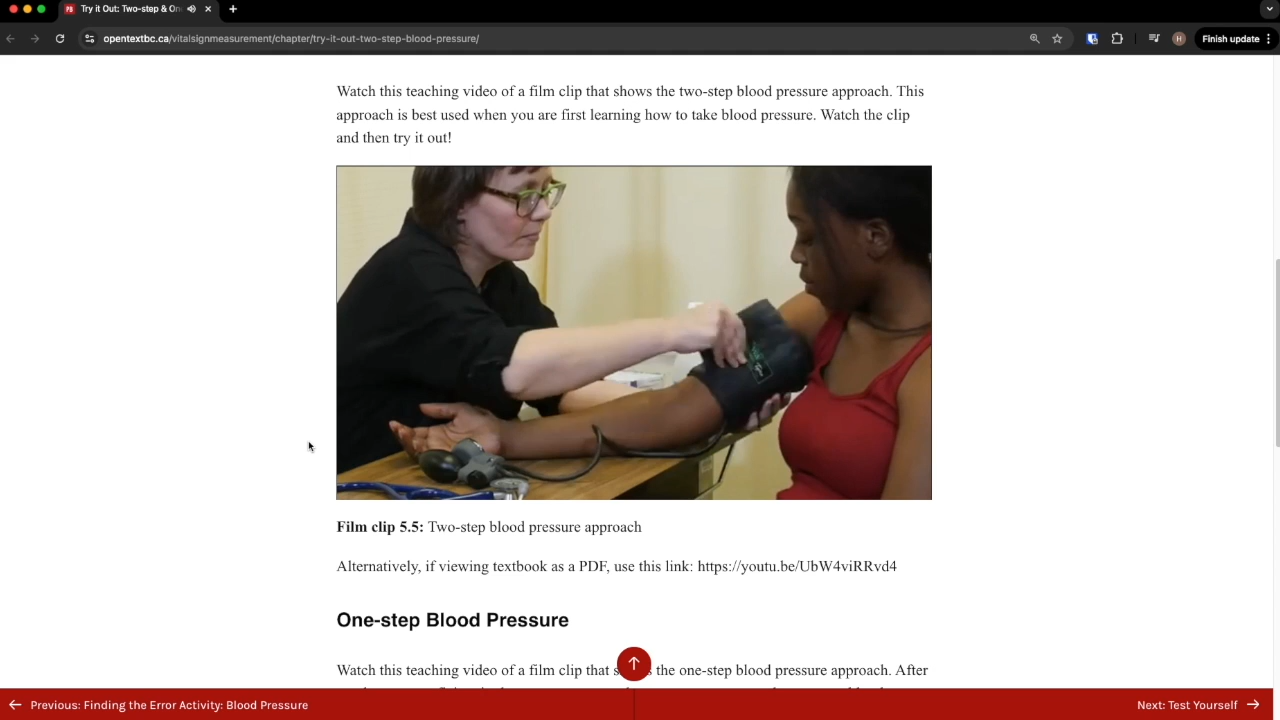 Try it Out: Two-step & On
opentextbc.ca/vitalsignmeasurement/chapter/try-it-out-two-step-blood-pressure/
H
Finish update
Watch this teaching video of a film clip that shows the two-step blood pressure approach. This
approach is best used when you are first learning how to take blood pressure. Watch the clip
and then try it out!
Film clip 5.5: Two-step blood pressure approach
Alternatively, if viewing textbook as a PDF, use this link: https://youtu.be/UbW4viRRvd4
One-step Blood Pressure
Watch this teaching video of a film clip that the one-step blood pressure approach. After
Previous: Finding the Error Activity: Blood Pressure
Next: Test Yourself